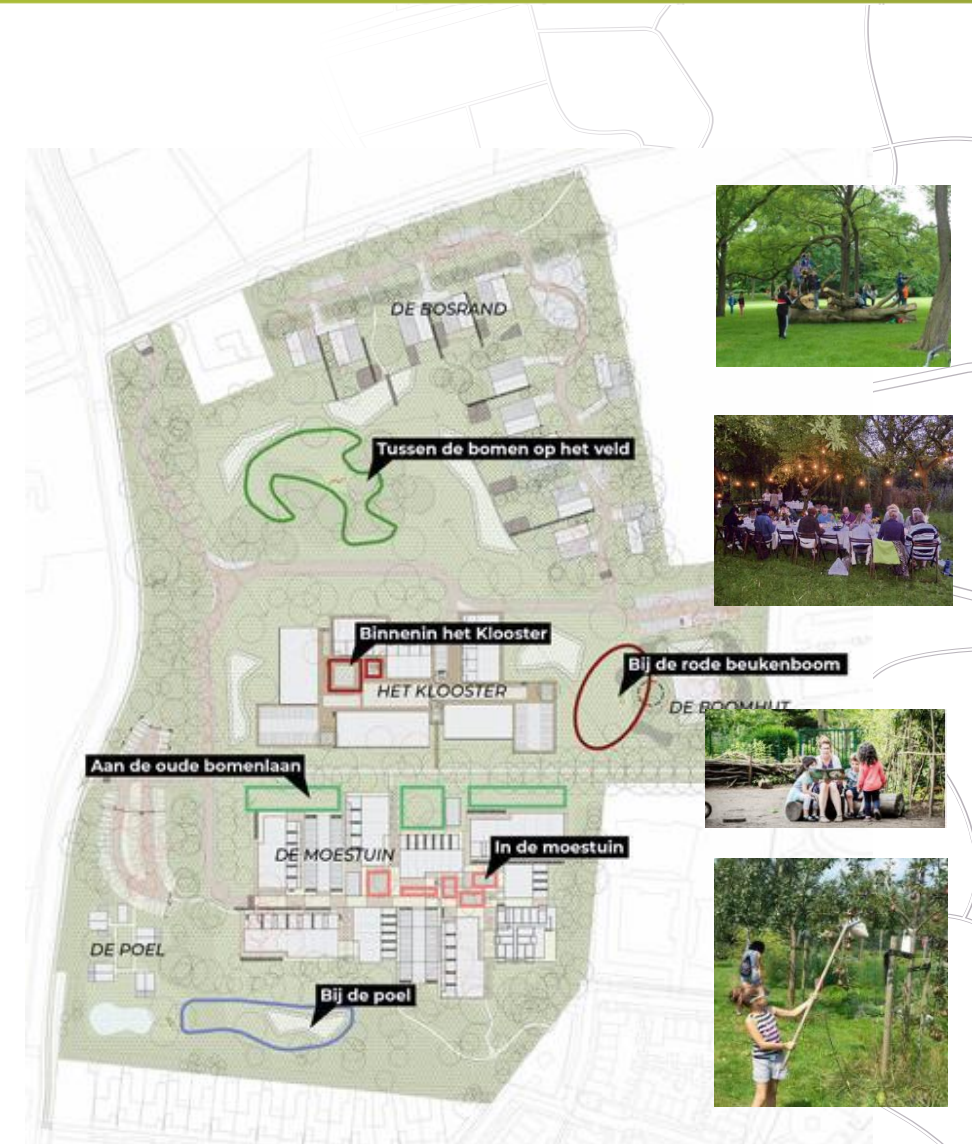 DE BOSRAND
Tussen de bomen op het veld
Binnenin het Klooster
HET KLOOSTER
Bij de rode beukenboom
DE BOOMHUT
Aan de oude bomenlaan
DE MOESTUIN
In de moestuin
DE POEL
Bij de poel